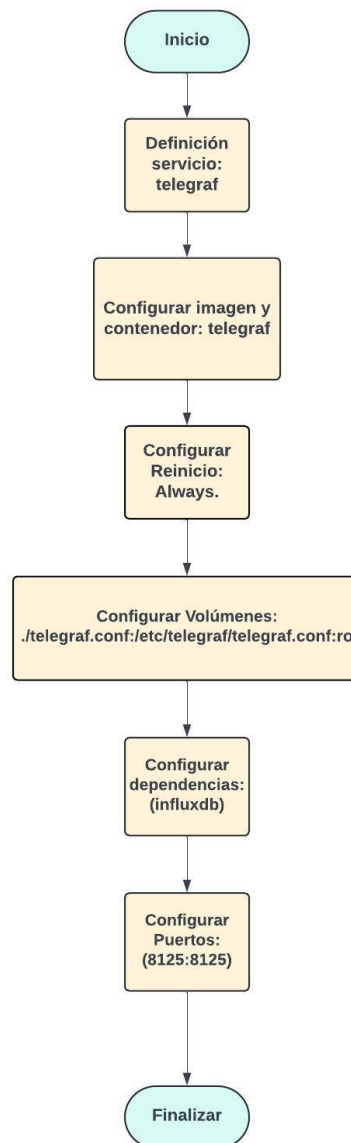 Inicio
Definición
servicio:
telegraf
Configurar imagen y
contenedor: telegraf
Configurar
Reinicio:
Always.
Configurar Volúmenes:
./telegraf.conf:/etc/telegraf/telegraf.conf:ro
Configurar
dependencias:
(influxdb)
Configurar
Puertos:
(8125:8125)
Finalizar